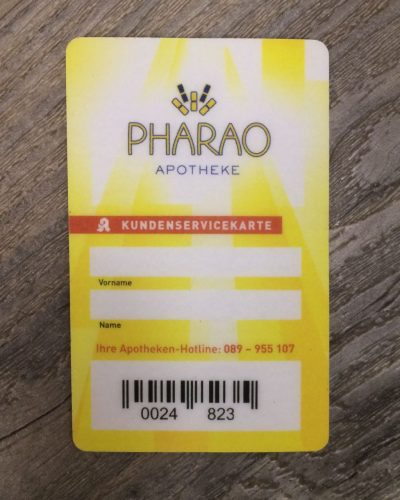 PHARAO
APOTHEKE
KUNDENSERVICEKARTE
Vorname
Name
Ihre Apotheken-Hotline: 089 – 955 107
0024 823